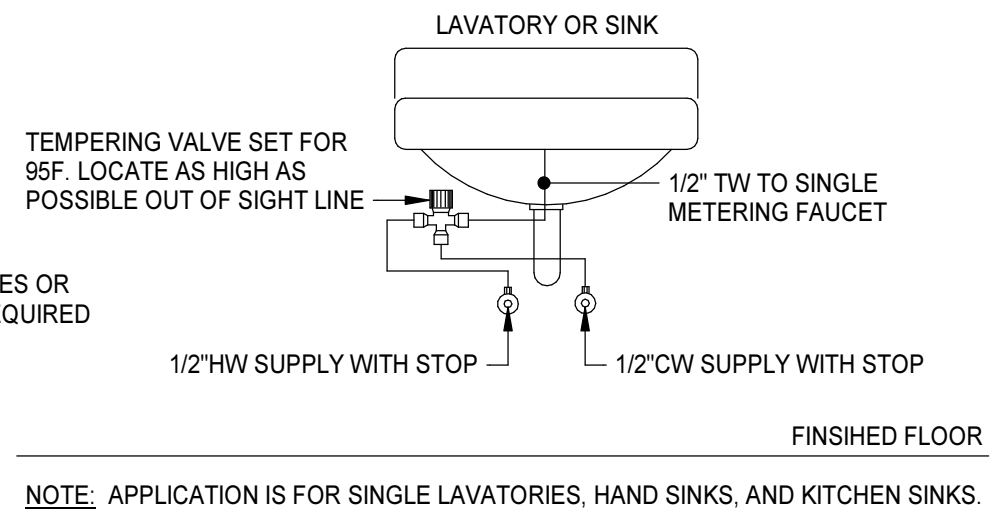 LAVATORY OR SINK
TEMPERING VALVE SET FOR
95F. LOCATE AS HIGH AS
POSSIBLE OUT OF SIGHT LINE
1/2" TW TO SINGLE
METERING FAUCET
ES OR
EQUIRED
1/2"HW SUPPLY WITH STOP
1/2"CW SUPPLY WITH STOP
FINSIHED FLOOR
NOTE: APPLICATION IS FOR SINGLE LAVATORIES, HAND SINKS, AND KITCHEN SINKS.